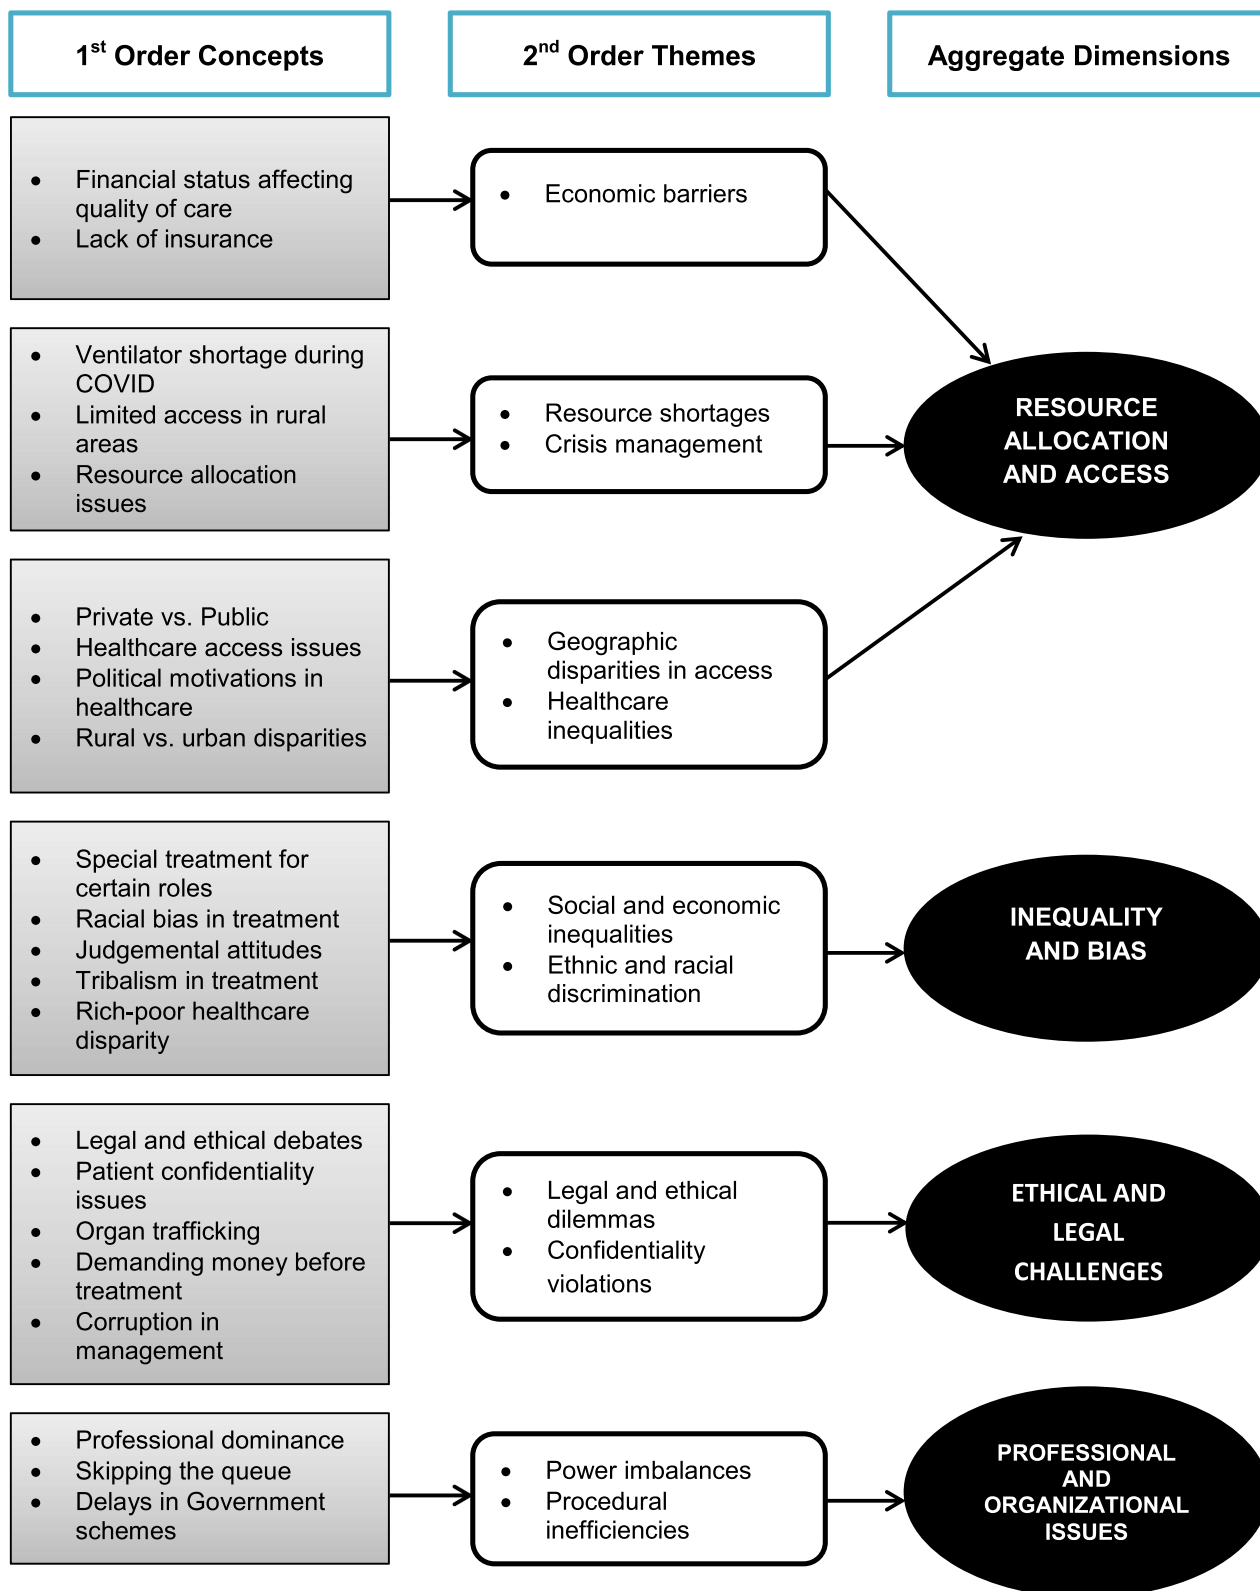 1st Order Concepts
2nd Order Themes
Aggregate Dimensions
• Financial status affecting
quality of care
• Lack of insurance
• Economic barriers
• Ventilator shortage during
COVID
• Limited access in rural
areas
• Resource allocation
issues
• Resource shortages
• Crisis management
RESOURCE
ALLOCATION
AND ACCESS
• Private vs. Public
• Healthcare access issues
• Political motivations in
healthcare
• Rural vs. urban disparities
• Geographic
disparities in access
• Healthcare
inequalities
• Special treatment for
certain roles
• Racial bias in treatment
• Judgemental attitudes
• Tribalism in treatment
• Rich-poor healthcare
disparity
• Social and economic
inequalities
• Ethnic and racial
discrimination
INEQUALITY
AND BIAS
• Legal and ethical debates
• Patient confidentiality
issues
• Organ trafficking
• Demanding money before
treatment
• Corruption in
management
• Legal and ethical
dilemmas
• Confidentiality
violations
ETHICAL AND
LEGAL
CHALLENGES
• Professional dominance
• Skipping the queue
• Delays in Government
schemes
• Power imbalances
• Procedural
inefficiencies
PROFESSIONAL
AND
ORGANIZATIONAL
ISSUES